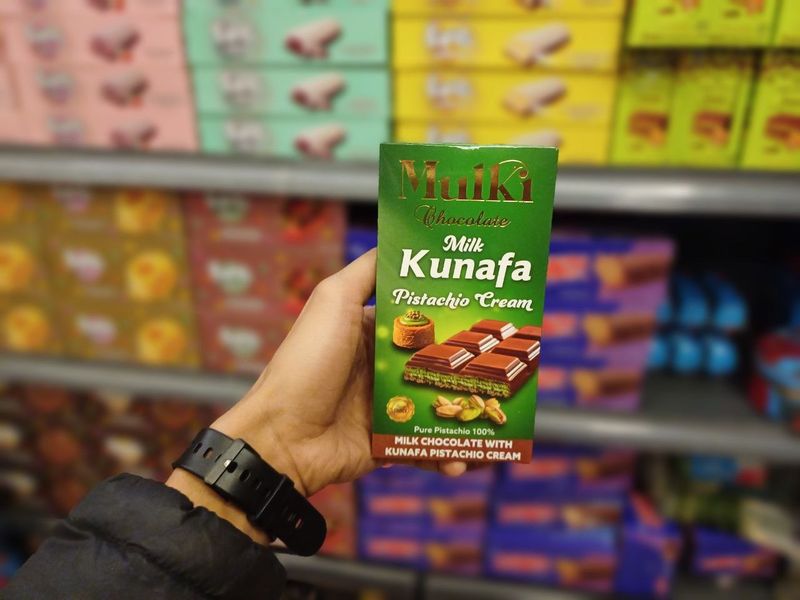 Mulki
Chocolate
Milk
Kunafa
Pistachio Cream
Pure Pistachio 100%
MILK CHOCOLATE WITH
KUNAFA PISTACHIO CREAM